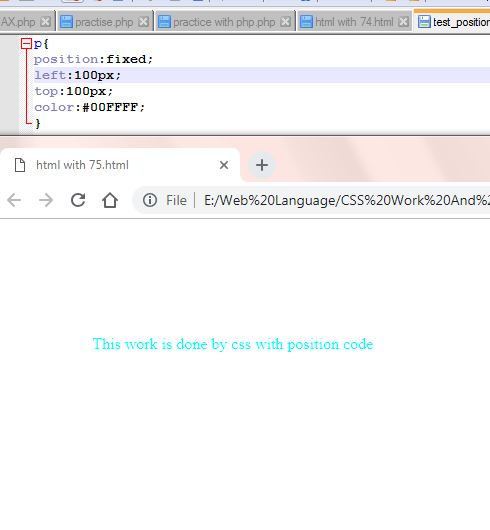 AX.php practise.php practice with php.php html with 74.html test_position
p{
position:fixed;
left:100px;
top:100px;
color:#00FFFF;
}
html with 75.html
File E:/Web%20Language/CSS%20Work%20And%2
This work is done by css with position code